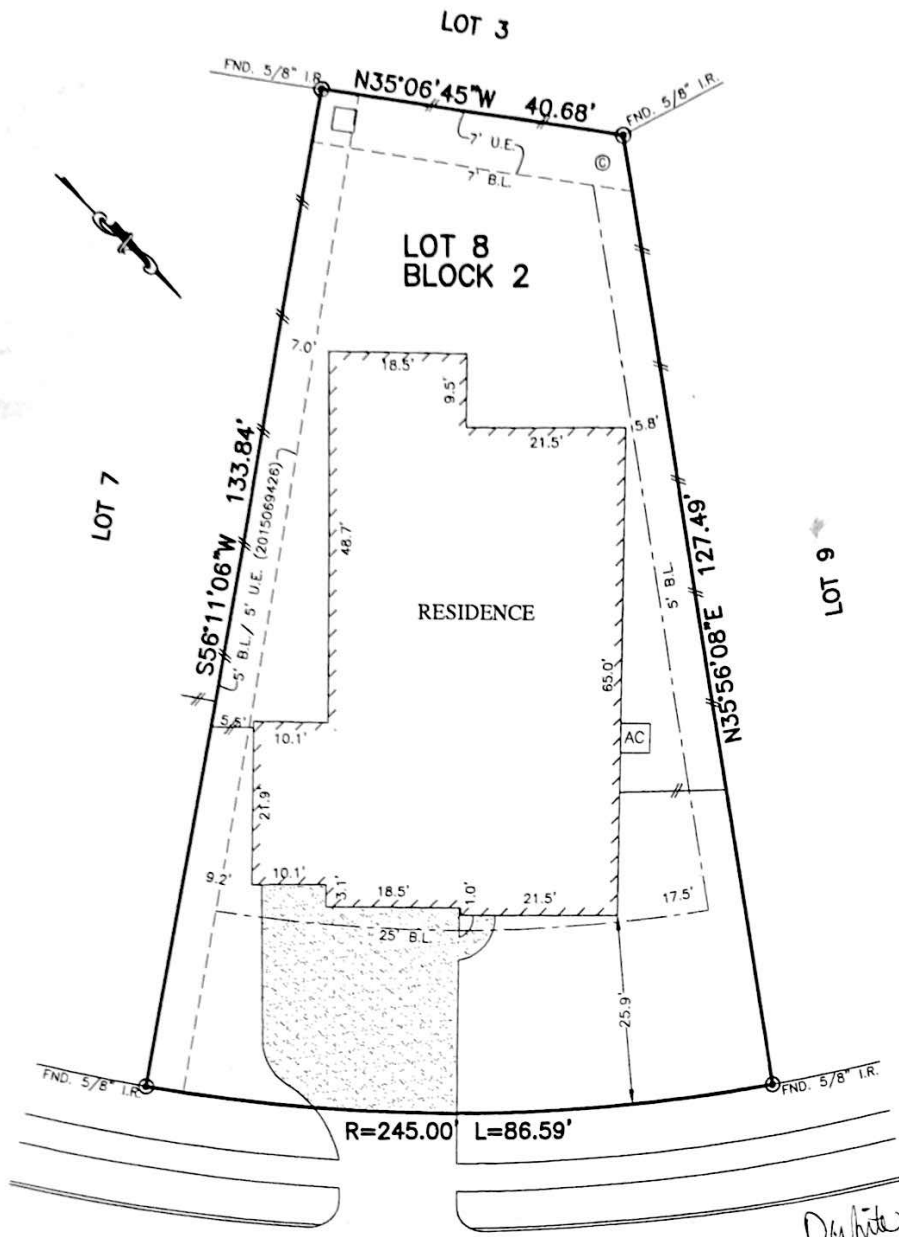 LOT 3
FND. 5/8" I.R.
N35°06'45"W 40.68'
FND. 5/8" I.R.
7' U.E.
©
7' B.L.
LOT 8
BLOCK 2
7.0'
18.5'
9.5'
21.5'
5.8'
LOT 7
S56°11'06"W 133.84'
5' B.L./ 5' U.E. (2015069426)
48.7'
RESIDENCE
65.0'
5' B.L.
N35°56'08"E 127.49'
LOT 9
5.5'
10.1'
AC
21.9'
9.2'
10.1'
3.1'
18.5'
1.0'
21.5'
17.5'
25' B.L.
25.9'
FND. 5/8" I.R.
FND. 5/8" I.R.
R=245.00' L=86.59'